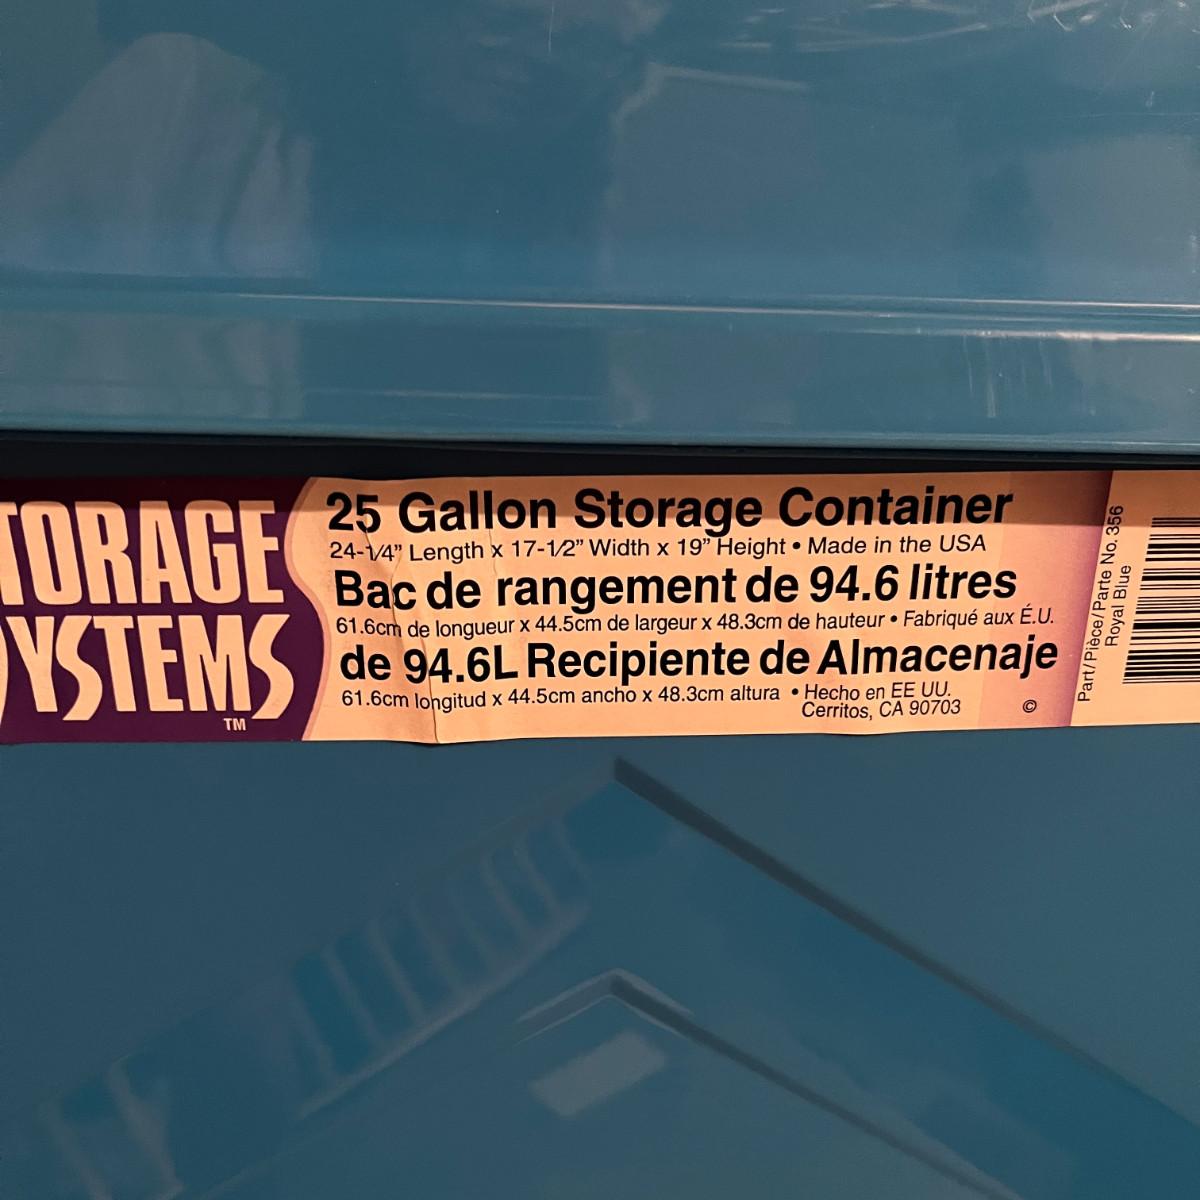 TORAGE
YSTEMS
TM
25 Gallon Storage Container
24-1/4” Length x 17-1/2” Width x 19” Height • Made in the USA
Bac de rangement de 94.6 litres
61.6cm de longueur x 44.5cm de largeur x 48.3cm de hauteur • Fabriqué aux É.U.
de 94.6L Recipiente de Almacenaje
61.6cm longitud x 44.5cm ancho x 48.3cm altura • Hecho en EE UU.
Cerritos, CA 90703
©
Part/Pièce/Parte No. 356
Royal Blue